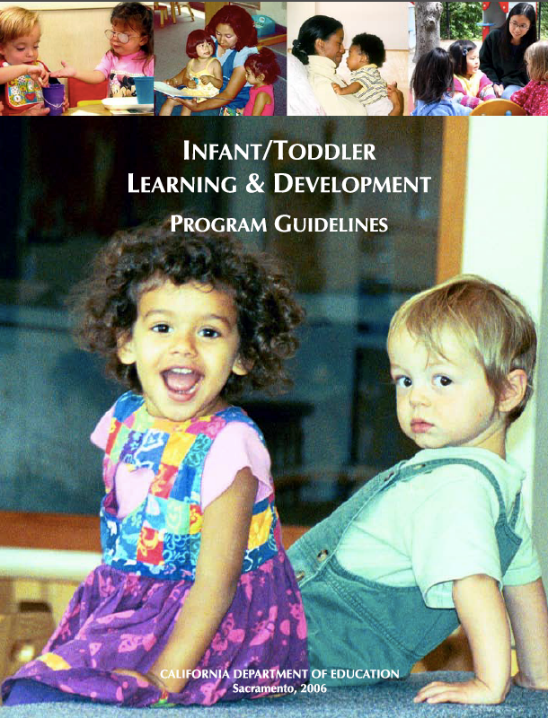 INFANT/TODDLER
LEARNING & DEVELOPMENT
PROGRAM GUIDELINES
CALIFORNIA DEPARTMENT OF EDUCATION
Sacramento, 2006